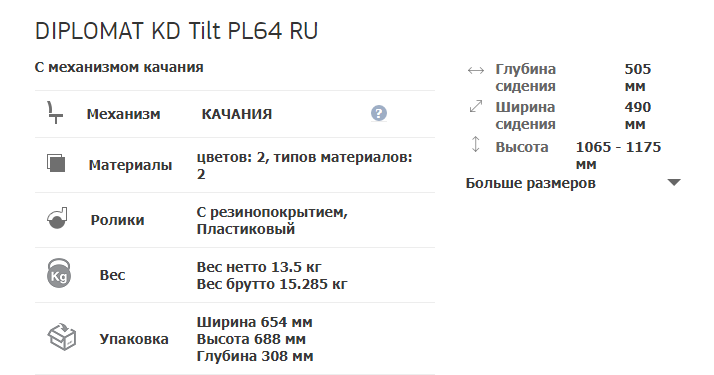 DIPLOMAT KD Tilt PL64 RU
С механизмом качания
Механизм КАЧАНИЯ ?
Материалы цветов: 2, типов материалов:
2
Ролики С резинопокрытием,
Пластиковый
Kg Вес Вес нетто 13.5 кг
Вес брутто 15.285 кг
Упаковка Ширина 654 мм
Высота 688 мм
Глубина 308 мм
Глубина 505
сидения мм
Ширина 490
сидения мм
Высота 1065 - 1175
мм
Больше размеров